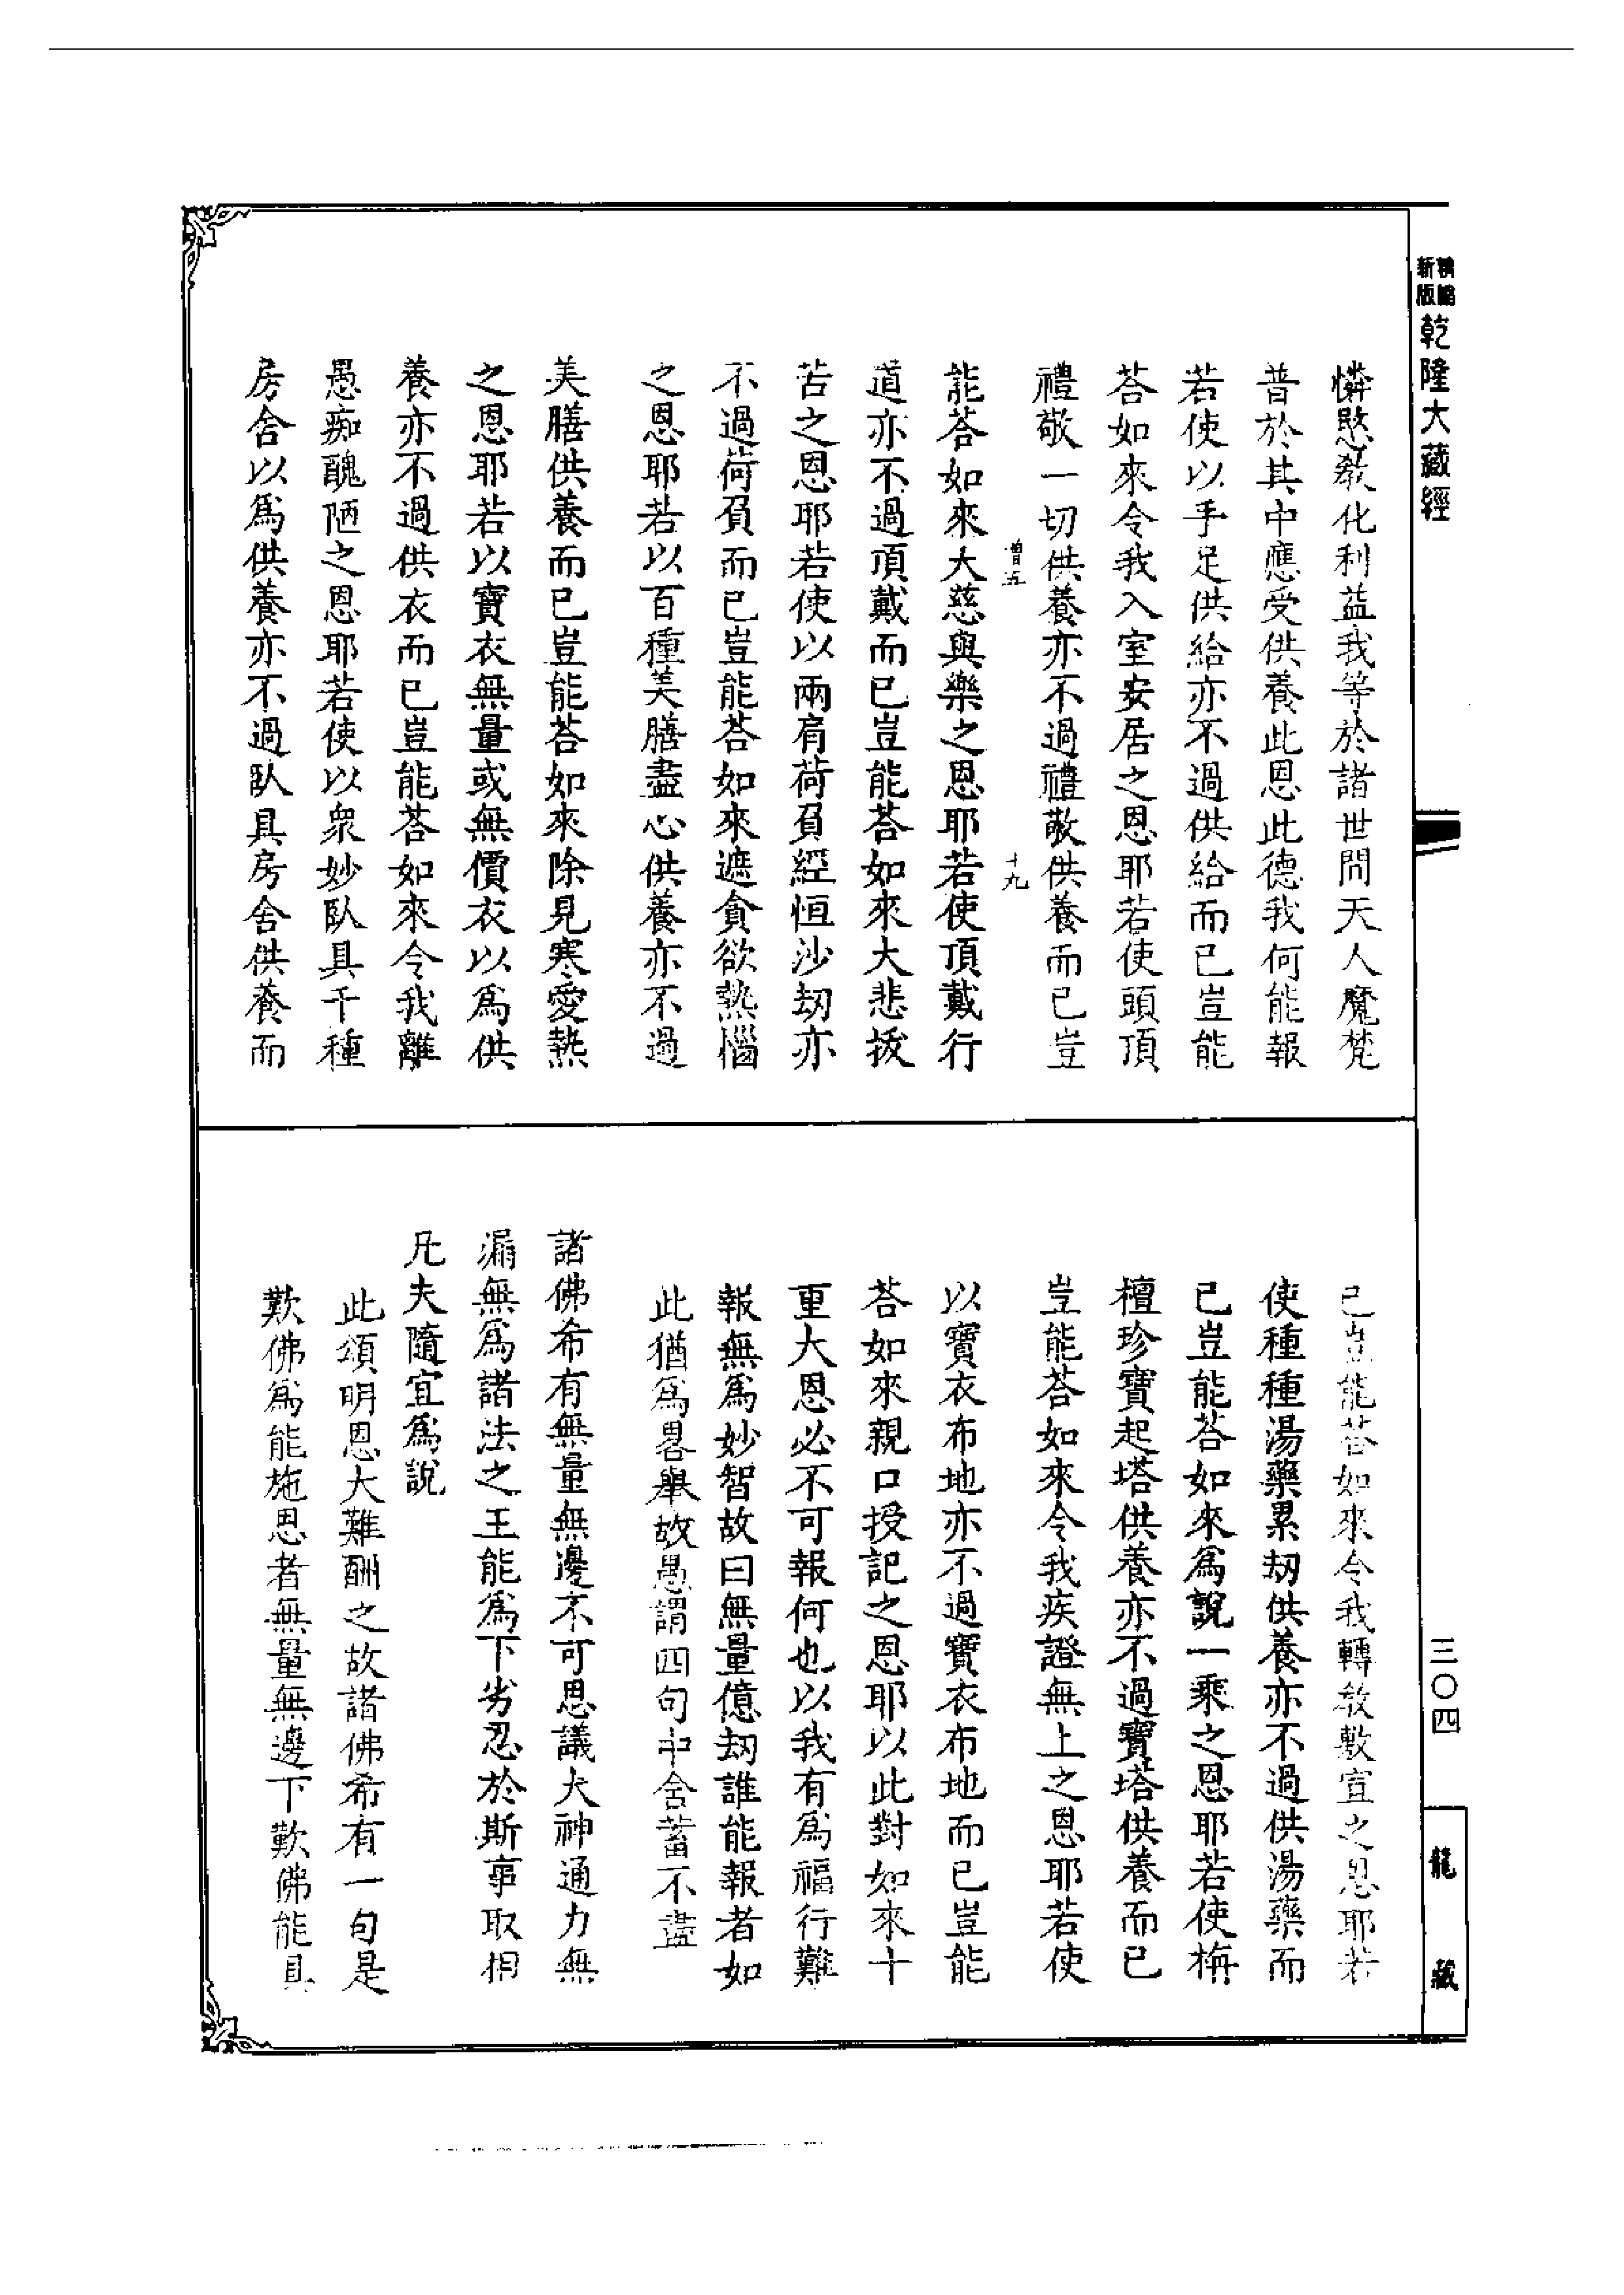 新版
乾隆大藏經
憐愍教化利益我等於諸世間天人魔梵
普於其中應受供養此恩此德我何能報
若使以手足供給亦不過供給而已豈能
荅如來令我入室安居之恩耶若使頭頂
禮敬一切供養亦不過禮敬供養而已豈
增五
十九
能荅如來大慈與樂之恩耶若使頂戴行
道亦不過頂戴而已豈能荅如來大悲拔
苦之恩耶若使以兩肩荷負經恒沙劫亦
不過荷負而已豈能荅如來遮貪欲熱惱
之恩耶若以百種美膳盡心供養亦不過
美膳供養而已豈能荅如來除見寒愛熱
之恩耶若以寶衣無量或無價衣以爲供
養亦不過供衣而已豈能荅如來令我離
愚痴醜陋之恩耶若使以衆妙臥具千種
房舍以爲供養亦不過臥具房舍供養而
已豈能荅如來令我轉教敷宣之恩耶若
使種種湯藥累劫供養亦不過供湯藥而
已豈能荅如來爲說一乘之恩耶若使栴
檀珍寶起塔供養亦不過寶塔供養而已
豈能荅如來令我疾證無上之恩耶若使
以寶衣布地亦不過寶衣布地而已豈能
荅如來親口授記之恩耶以此對如來十
重大恩必不可報何也以我有爲福行難
報無爲妙智故曰無量億劫誰能報者如
此猶爲畧舉故愚謂四句中含蓄不盡
諸佛希有無量無邊不可思議大神通力無
漏無爲諸法之王能爲下劣忍於斯事取相
凡夫隨宜爲說
此頌明恩大難酬之故諸佛希有一句是
歎佛爲能施恩者無量無邊下歎佛能具
三〇四
龍藏